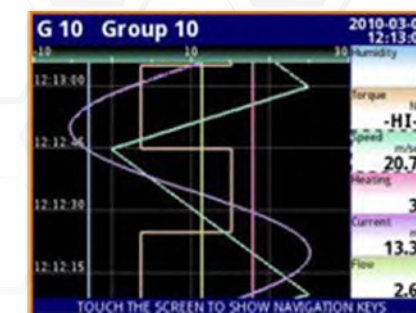 G 10 Group 10
2010-03-0
12:13:0
-10 10 30
Humidity
12:13:00
Torque
N
-HI-
12:12:45
Speed
m/s
20.7
Heating
3
12:12:30
Current
13.3
12:12:15
Flow
2.6
TOUCH THE SCREEN TO SHOW NAVIGATION KEYS